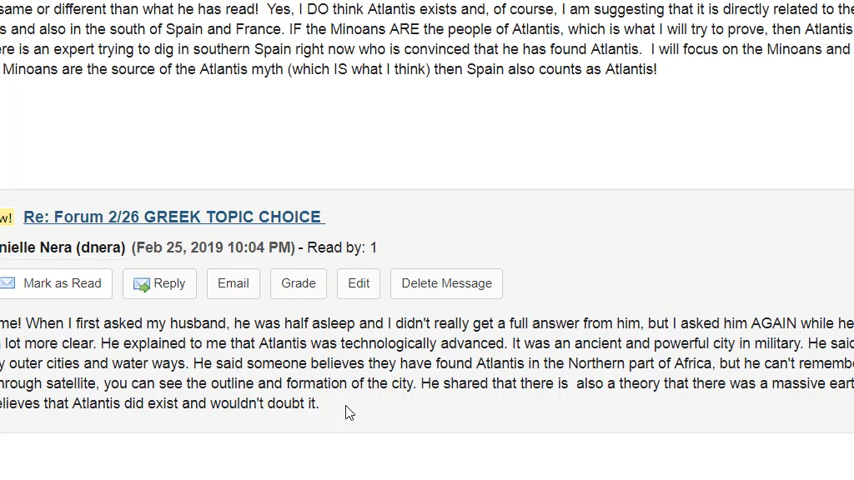 same or different than what he has read! Yes, I DO think Atlantis exists and, of course, I am suggesting that it is directly related to the
s and also in the south of Spain and France. IF the Minoans ARE the people of Atlantis, which is what I will try to prove, then Atlantis
ere is an expert trying to dig in southern Spain right now who is convinced that he has found Atlantis. I will focus on the Minoans and
Minoans are the source of the Atlantis myth (which IS what I think) then Spain also counts as Atlantis!
w! Re: Forum 2/26 GREEK TOPIC CHOICE
nielle Nera (dnera) (Feb 25, 2019 10:04 PM) - Read by: 1
Mark as Read Reply Email Grade Edit Delete Message
me! When I first asked my husband, he was half asleep and I didn't really get a full answer from him, but I asked him AGAIN while he
a lot more clear. He explained to me that Atlantis was technologically advanced. It was an ancient and powerful city in military. He said
y outer cities and water ways. He said someone believes they have found Atlantis in the Northern part of Africa, but he can't remembe
hrough satellite, you can see the outline and formation of the city. He shared that there is also a theory that there was a massive eart
elieves that Atlantis did exist and wouldn't doubt it.